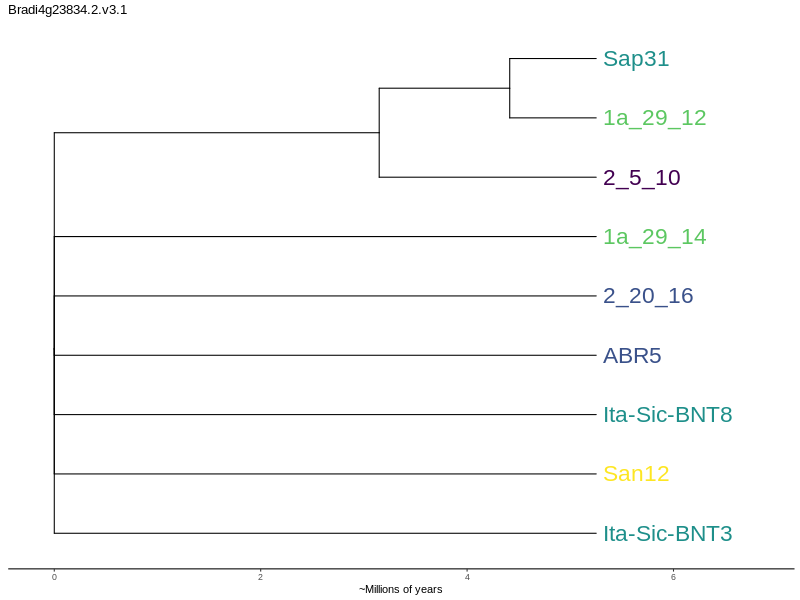 Bradi4g23834.2.v3.1
Sap31
1a_29_12
2_5_10
1a_29_14
2_20_16
ABR5
Ita-Sic-BNT8
San12
Ita-Sic-BNT3
0 2 4 6
~Millions of years